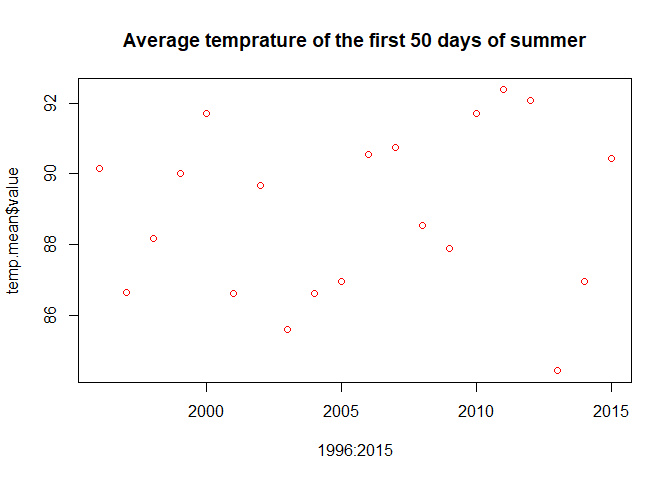 Average temprature of the first 50 days of summer
temp.mean$value
92
90
88
86
2000 2005 2010 2015
1996:2015